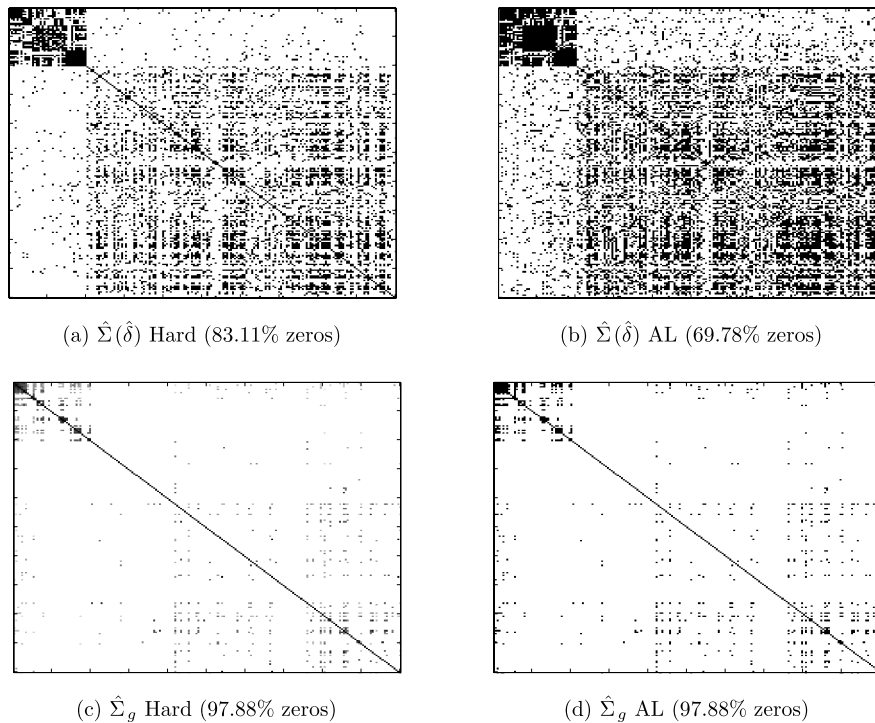 (a) Σ̂(δ̂) Hard (83.11% zeros)
(b) Σ̂(δ̂) AL (69.78% zeros)
(c) Σ̂_g Hard (97.88% zeros)
(d) Σ̂_g AL (97.88% zeros)